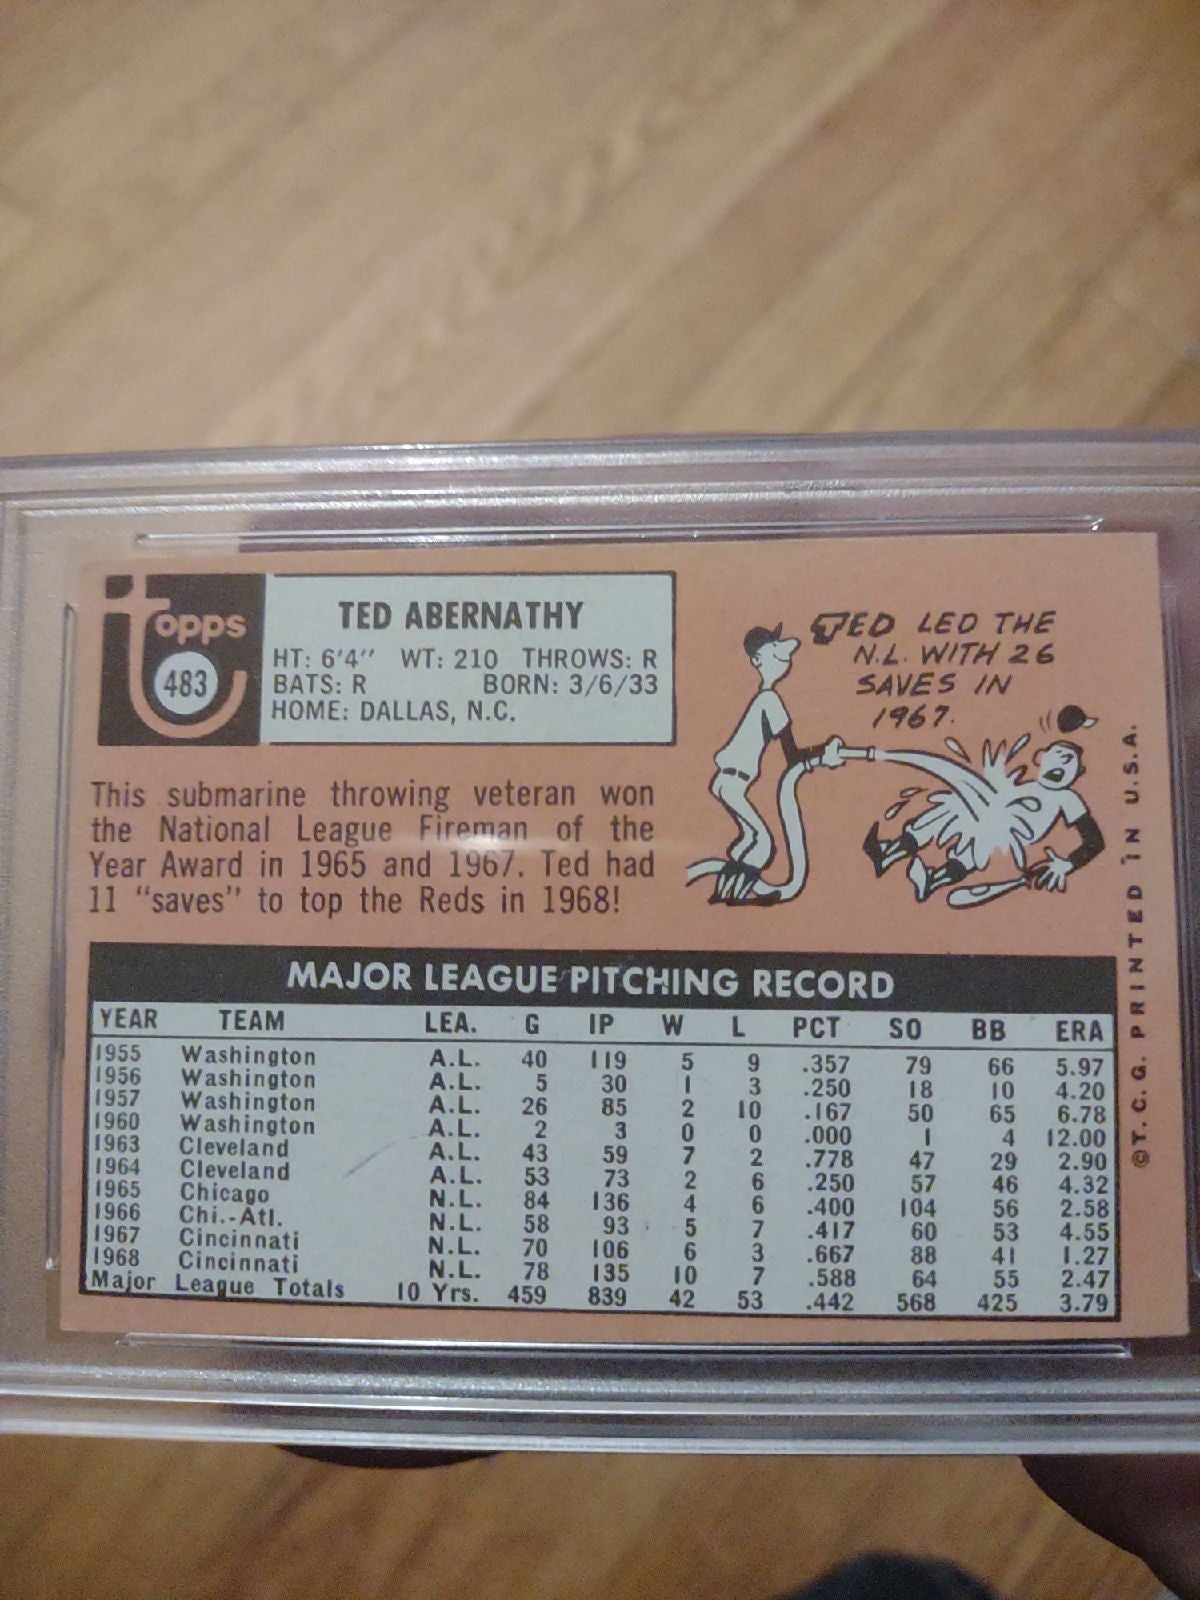 topps
483
TED ABERNATHY
HT: 6'4" WT: 210 THROWS: R
BATS: R BORN: 3/6/33
HOME: DALLAS, N.C.
This submarine throwing veteran won
the National League Fireman of the
Year Award in 1965 and 1967. Ted had
11 "saves" to top the Reds in 1968!
TED LED THE
N.L. WITH 26
SAVES IN
1967.
MAJOR LEAGUE PITCHING RECORD
YEAR TEAM LEA. G IP W L PCT SO BB ERA
1955 Washington A.L. 40 119 5 9 .357 79 66 5.97
1956 Washington A.L. 5 30 1 3 .250 18 10 4.20
1957 Washington A.L. 26 85 2 10 .167 50 65 6.78
1960 Washington A.L. 2 3 0 0 .000 1 4 12.00
1963 Cleveland A.L. 43 59 7 2 .778 47 29 2.90
1964 Cleveland A.L. 53 73 2 6 .250 57 46 4.32
1965 Chicago N.L. 84 136 4 6 .400 104 56 2.58
1966 Chi.-Atl. N.L. 58 93 5 7 .417 60 53 4.55
1967 Cincinnati N.L. 70 106 6 3 .667 88 41 1.27
1968 Cincinnati N.L. 78 135 10 7 .588 64 55 2.47
Major League Totals 10 Yrs. 459 839 42 53 .442 568 425 3.79
©T. C. G. PRINTED IN U.S.A.